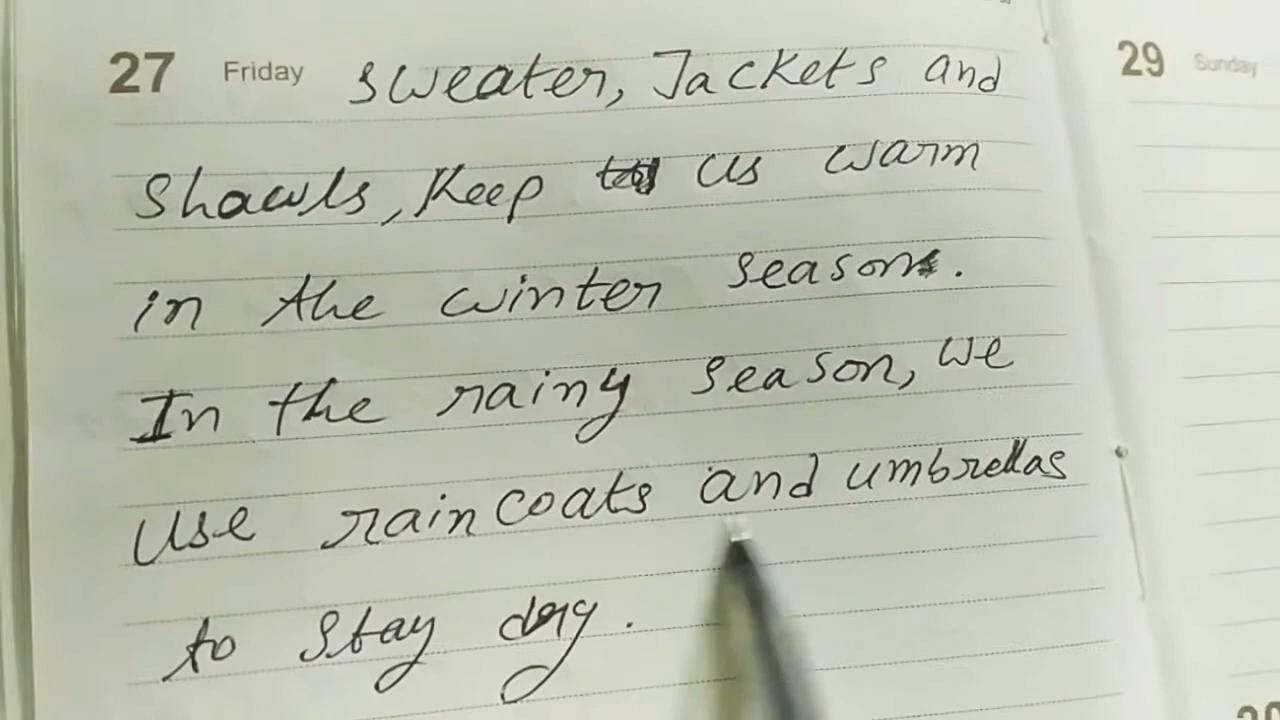 27 Friday sweater, Jackets and
Shawls, Keep us warm
in the winter season.
In the rainy season, we
Use raincoats and umbrellas
to stay dry.
29 Sunday